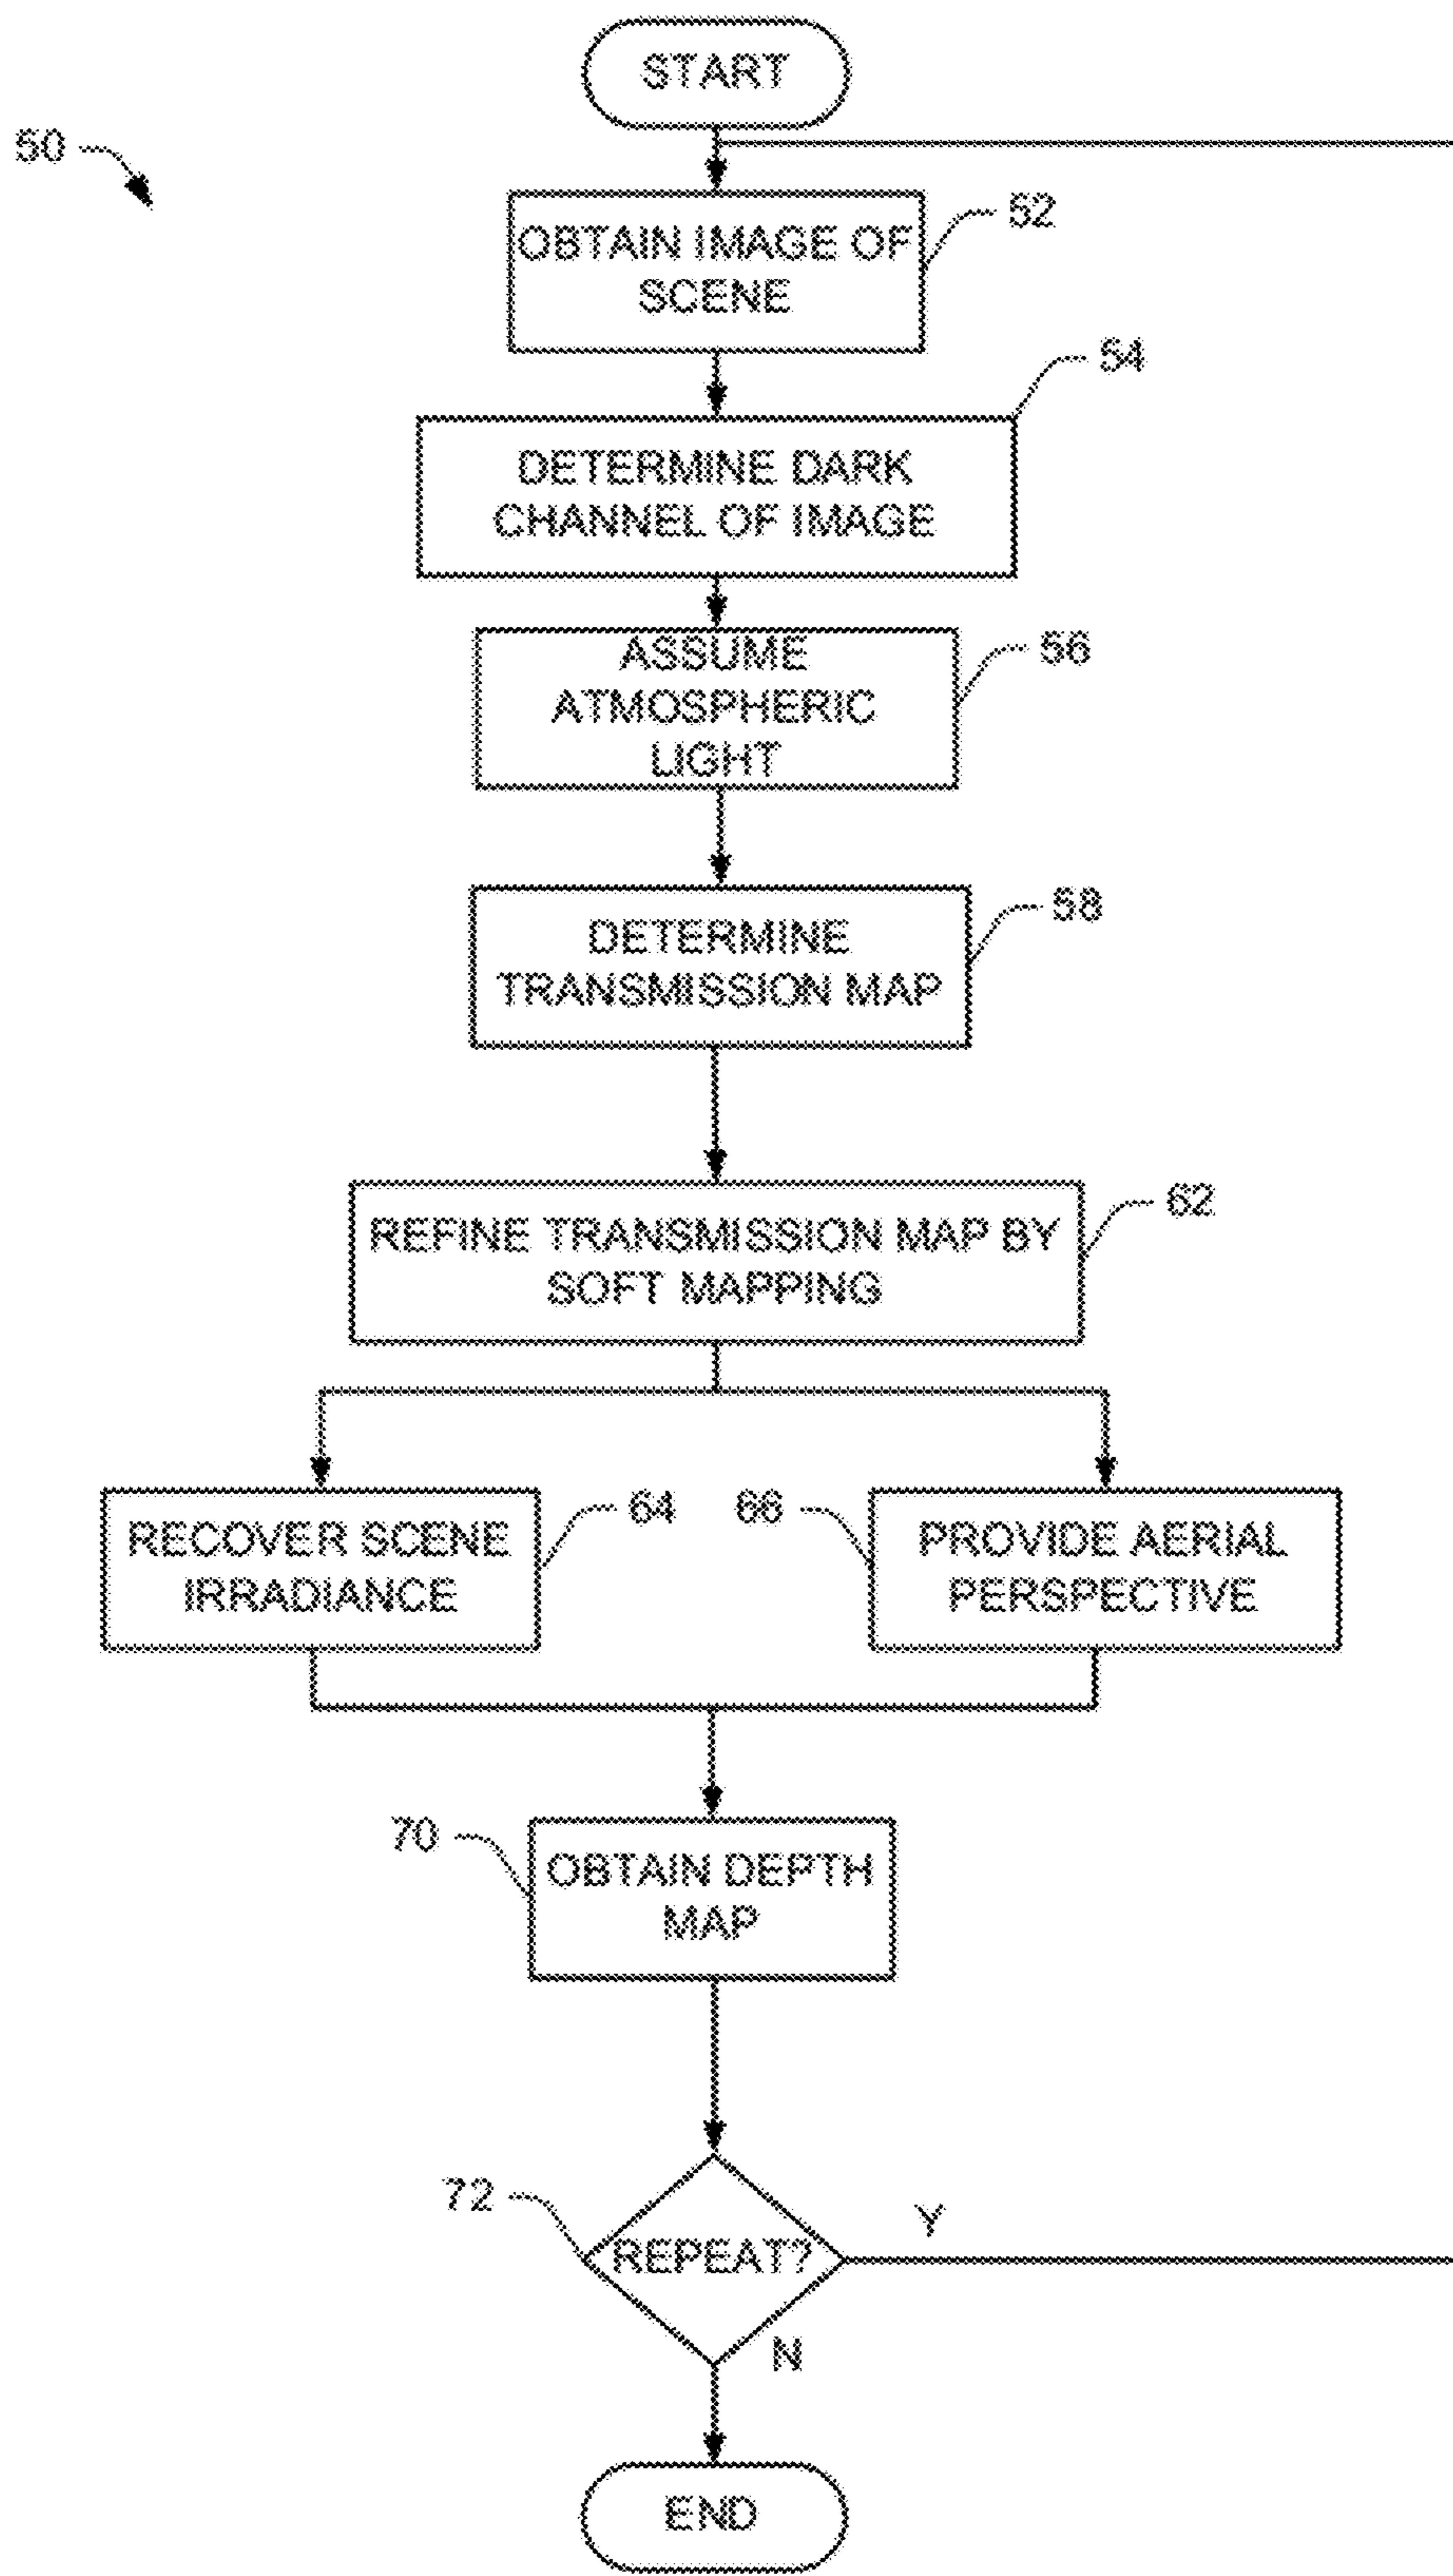 START
50
OBTAIN IMAGE OF
SCENE
52
54
DETERMINE DARK
CHANNEL OF IMAGE
ASSUME
ATMOSPHERIC
LIGHT
56
58
DETERMINE
TRANSMISSION MAP
62
REFINE TRANSMISSION MAP BY
SOFT MAPPING
RECOVER SCENE
IRRADIANCE
64
66
PROVIDE AERIAL
PERSPECTIVE
70
OBTAIN DEPTH
MAP
72
REPEAT?
Y
N
END